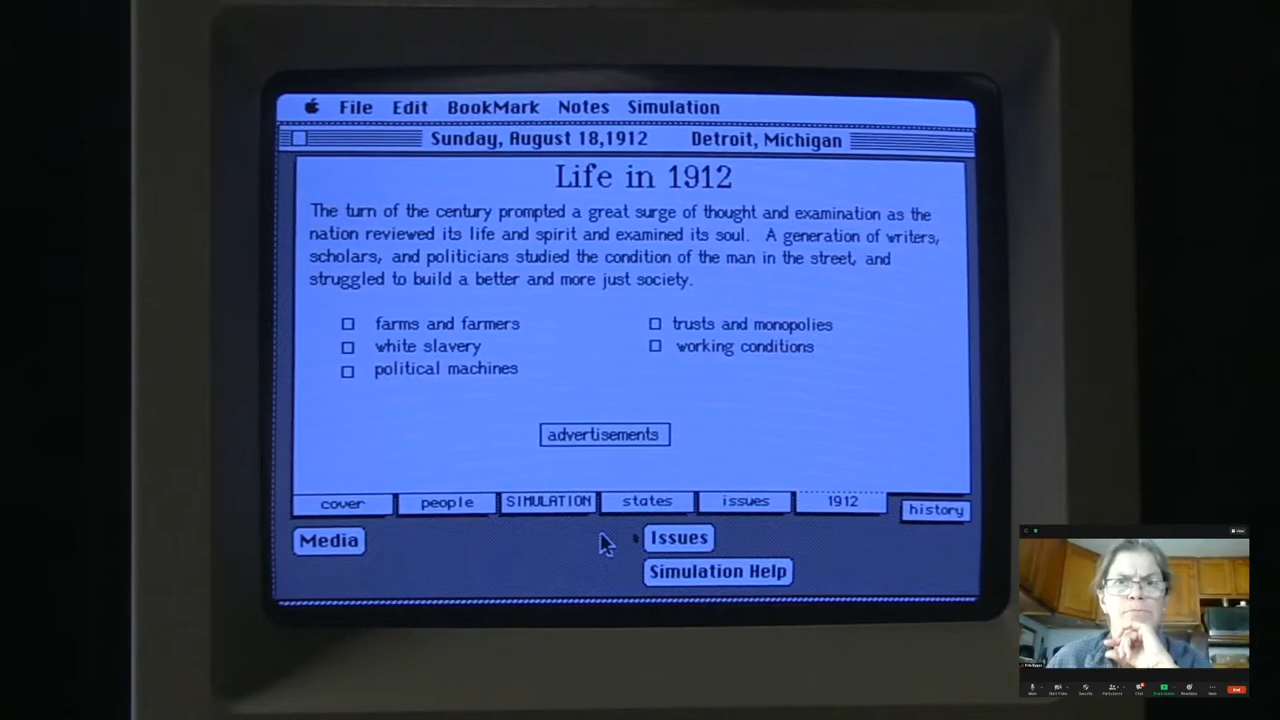 File Edit BookMark Notes Simulation
Sunday, August 18,1912 Detroit, Michigan
Life in 1912
The turn of the century prompted a great surge of thought and examination as the
nation reviewed its life and spirit and examined its soul. A generation of writers,
scholars, and politicians studied the condition of the man in the street, and
struggled to build a better and more just society.
farms and farmers
white slavery
political machines
trusts and monopolies
working conditions
advertisements
cover people SIMULATION states issues 1912 history
Media
Issues
Simulation Help